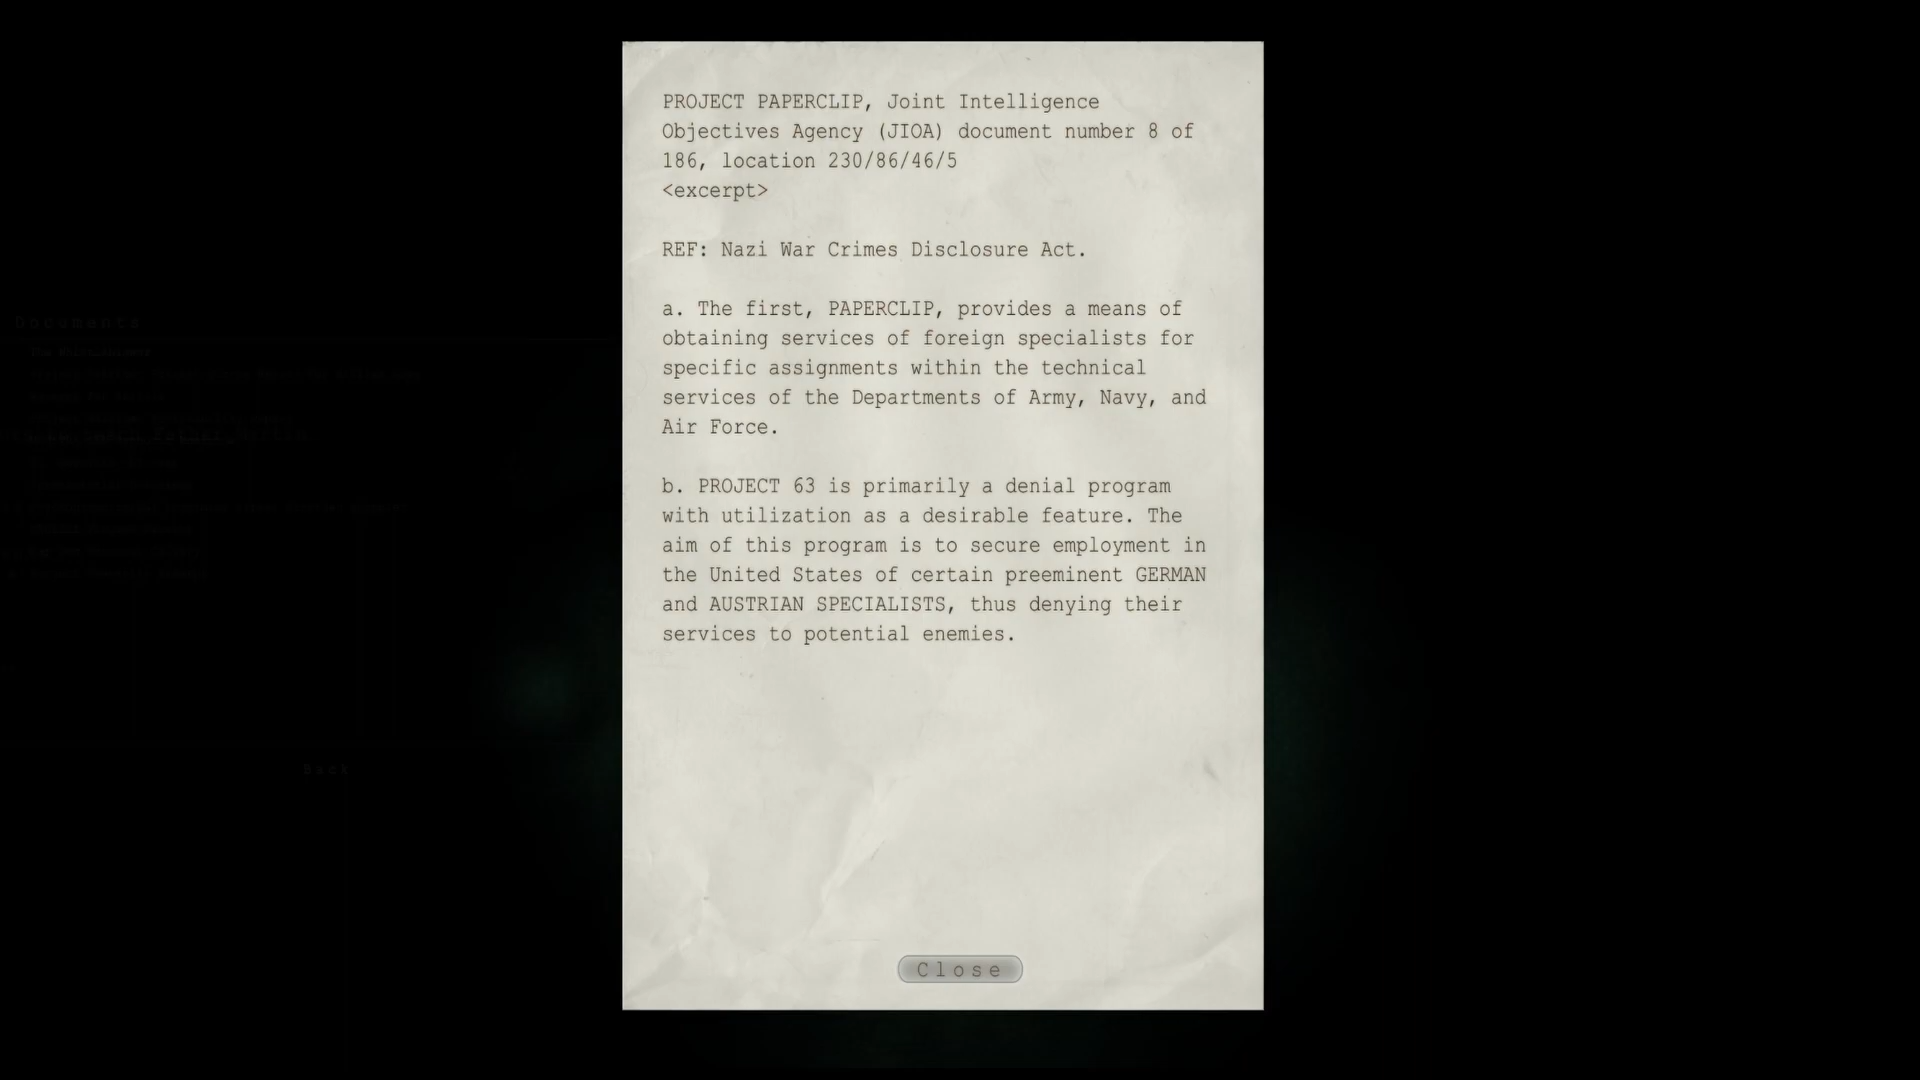 PROJECT PAPERCLIP, Joint Intelligence
Objectives Agency (JIOA) document number 8 of
186, location 230/86/46/5
<excerpt>
REF: Nazi War Crimes Disclosure Act.
a. The first, PAPERCLIP, provides a means of
obtaining services of foreign specialists for
specific assignments within the technical
services of the Departments of Army, Navy, and
Air Force.
b. PROJECT 63 is primarily a denial program
with utilization as a desirable feature. The
aim of this program is to secure employment in
the United States of certain preeminent GERMAN
and AUSTRIAN SPECIALISTS, thus denying their
services to potential enemies.
Close
Documents
Back